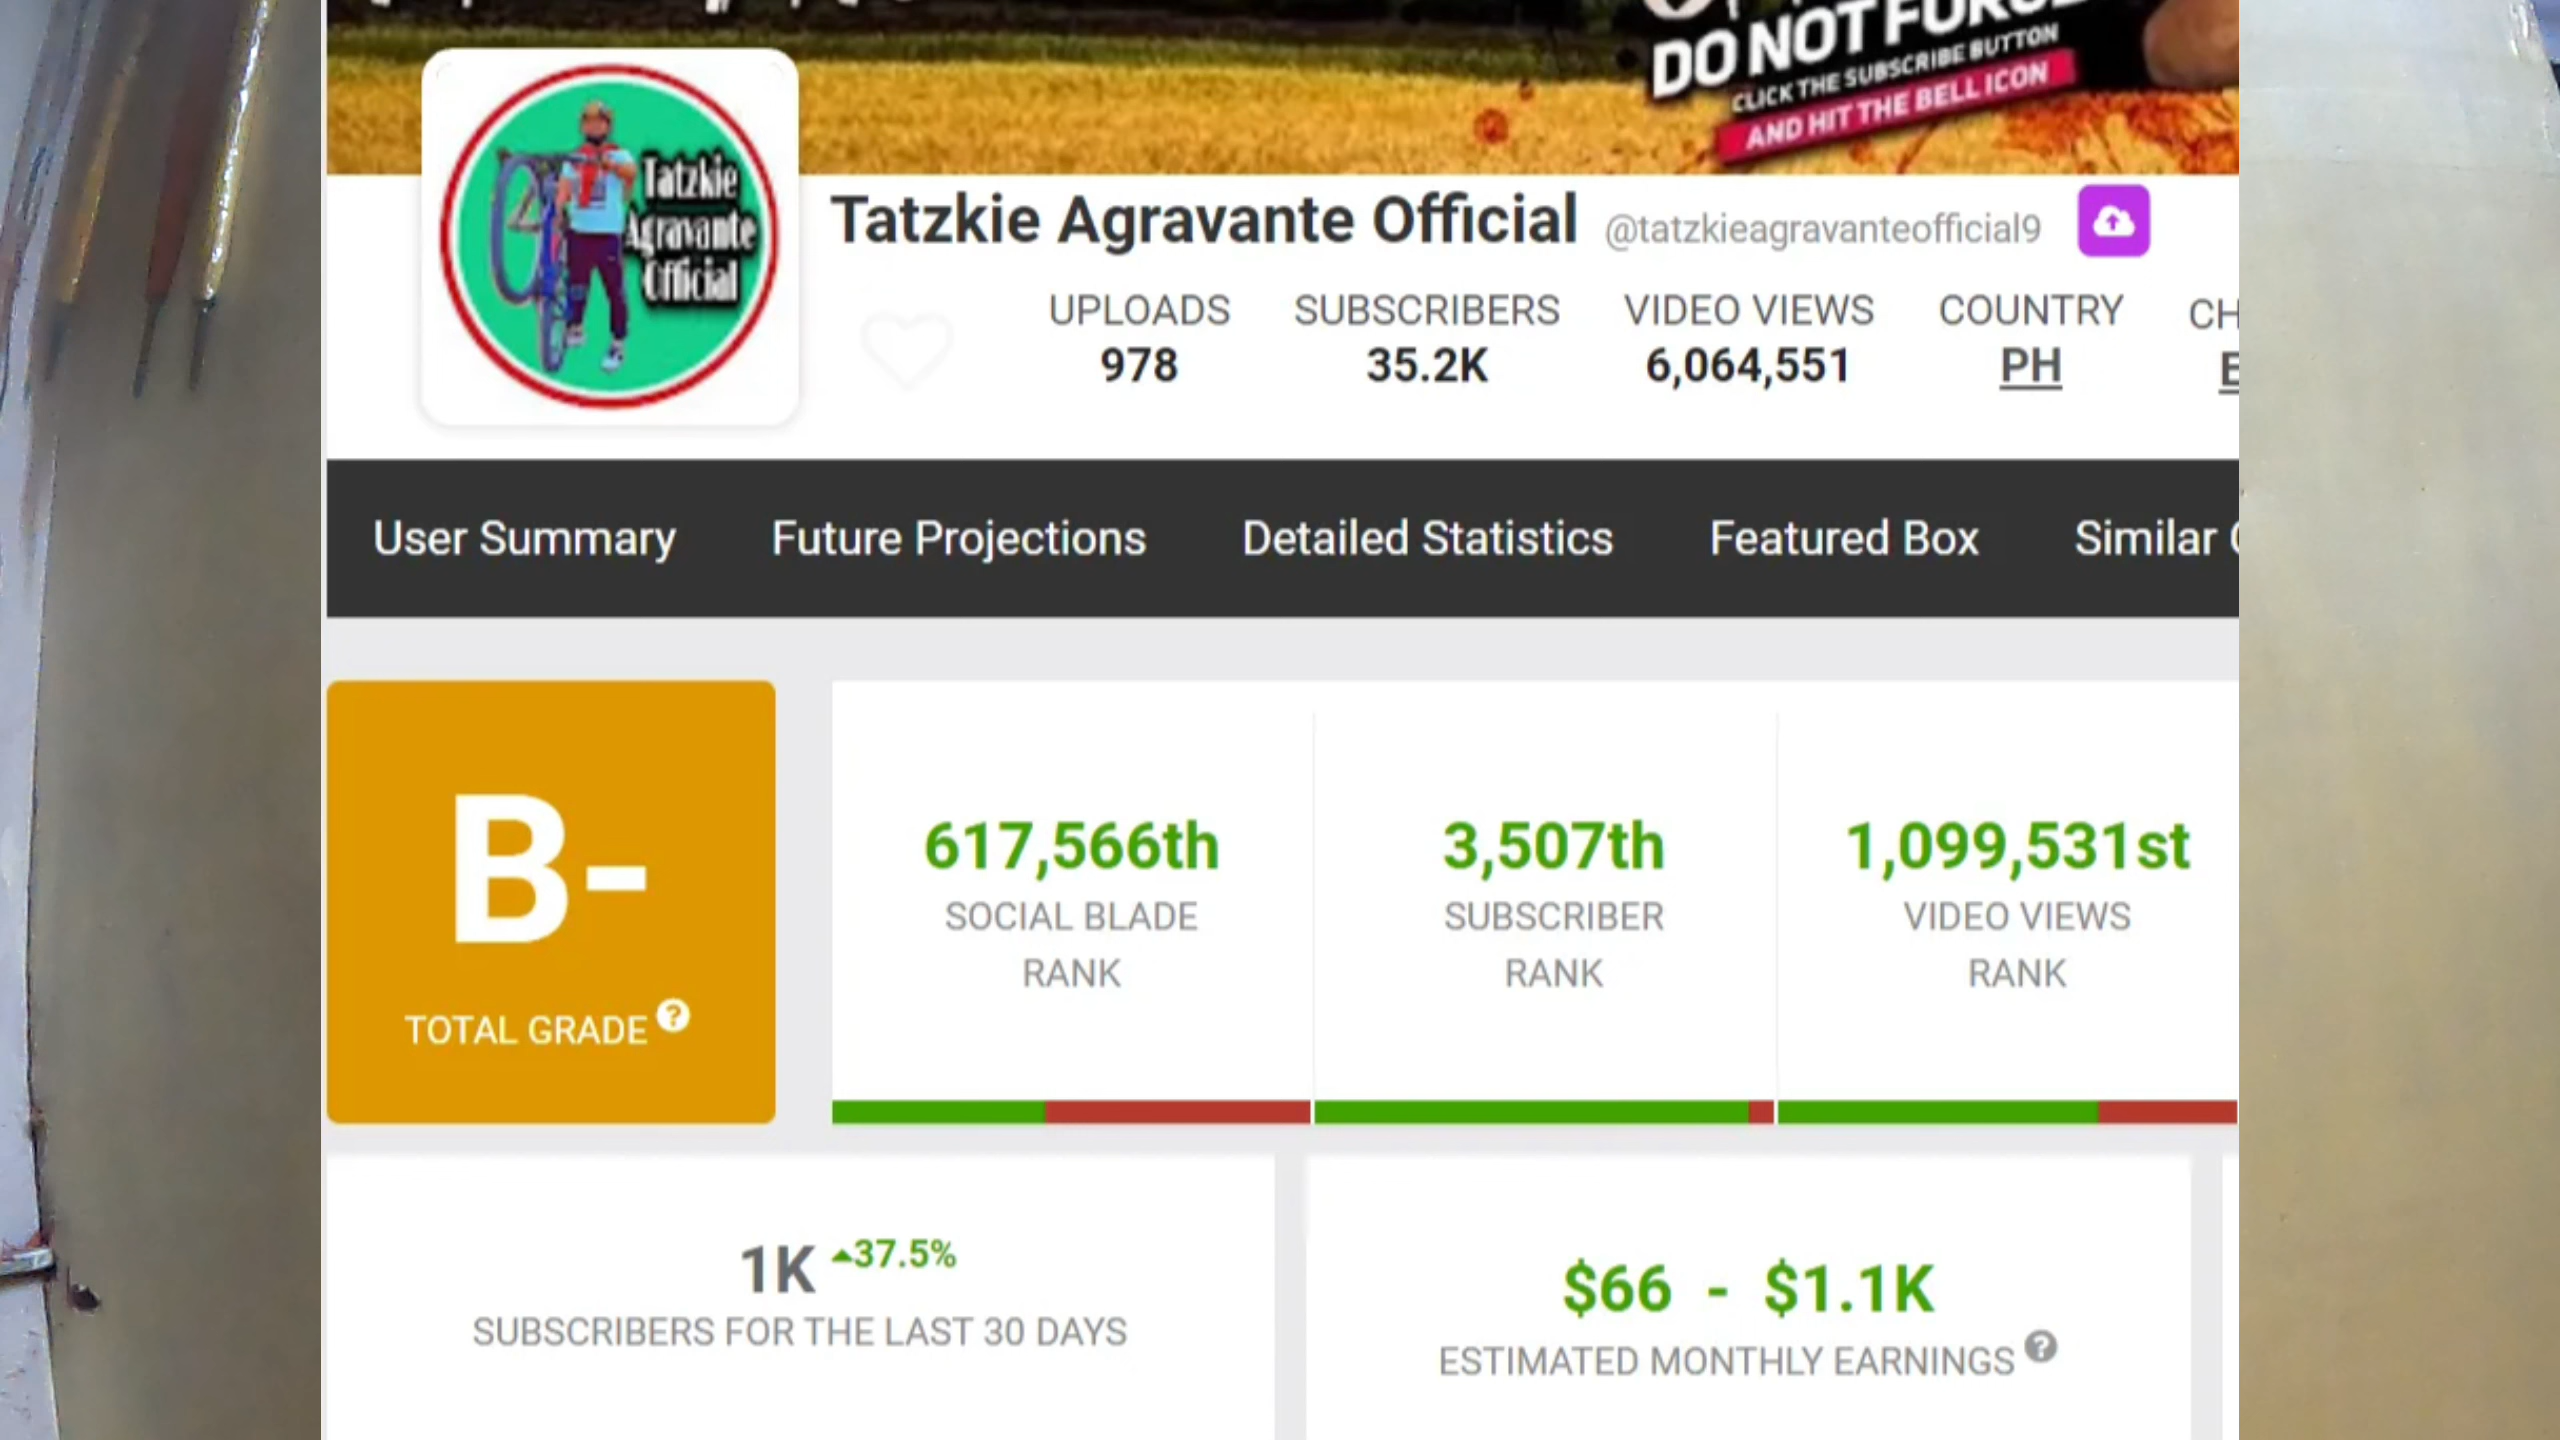 DO NOT
CLICK THE SUBSCRIBE BUTTON
AND HIT THE BELL ICON
Tatzkie
Agravante
Official
Tatzkie Agravante Official @tatzkieagravanteofficial9
UPLOADS SUBSCRIBERS VIDEO VIEWS COUNTRY
978 35.2K 6,064,551 PH
User Summary Future Projections Detailed Statistics Featured Box Similar
B-
TOTAL GRADE ?
617,566th
SOCIAL BLADE
RANK
3,507th
SUBSCRIBER
RANK
1,099,531st
VIDEO VIEWS
RANK
1K 37.5%
SUBSCRIBERS FOR THE LAST 30 DAYS
$66 - $1.1K
ESTIMATED MONTHLY EARNINGS ?